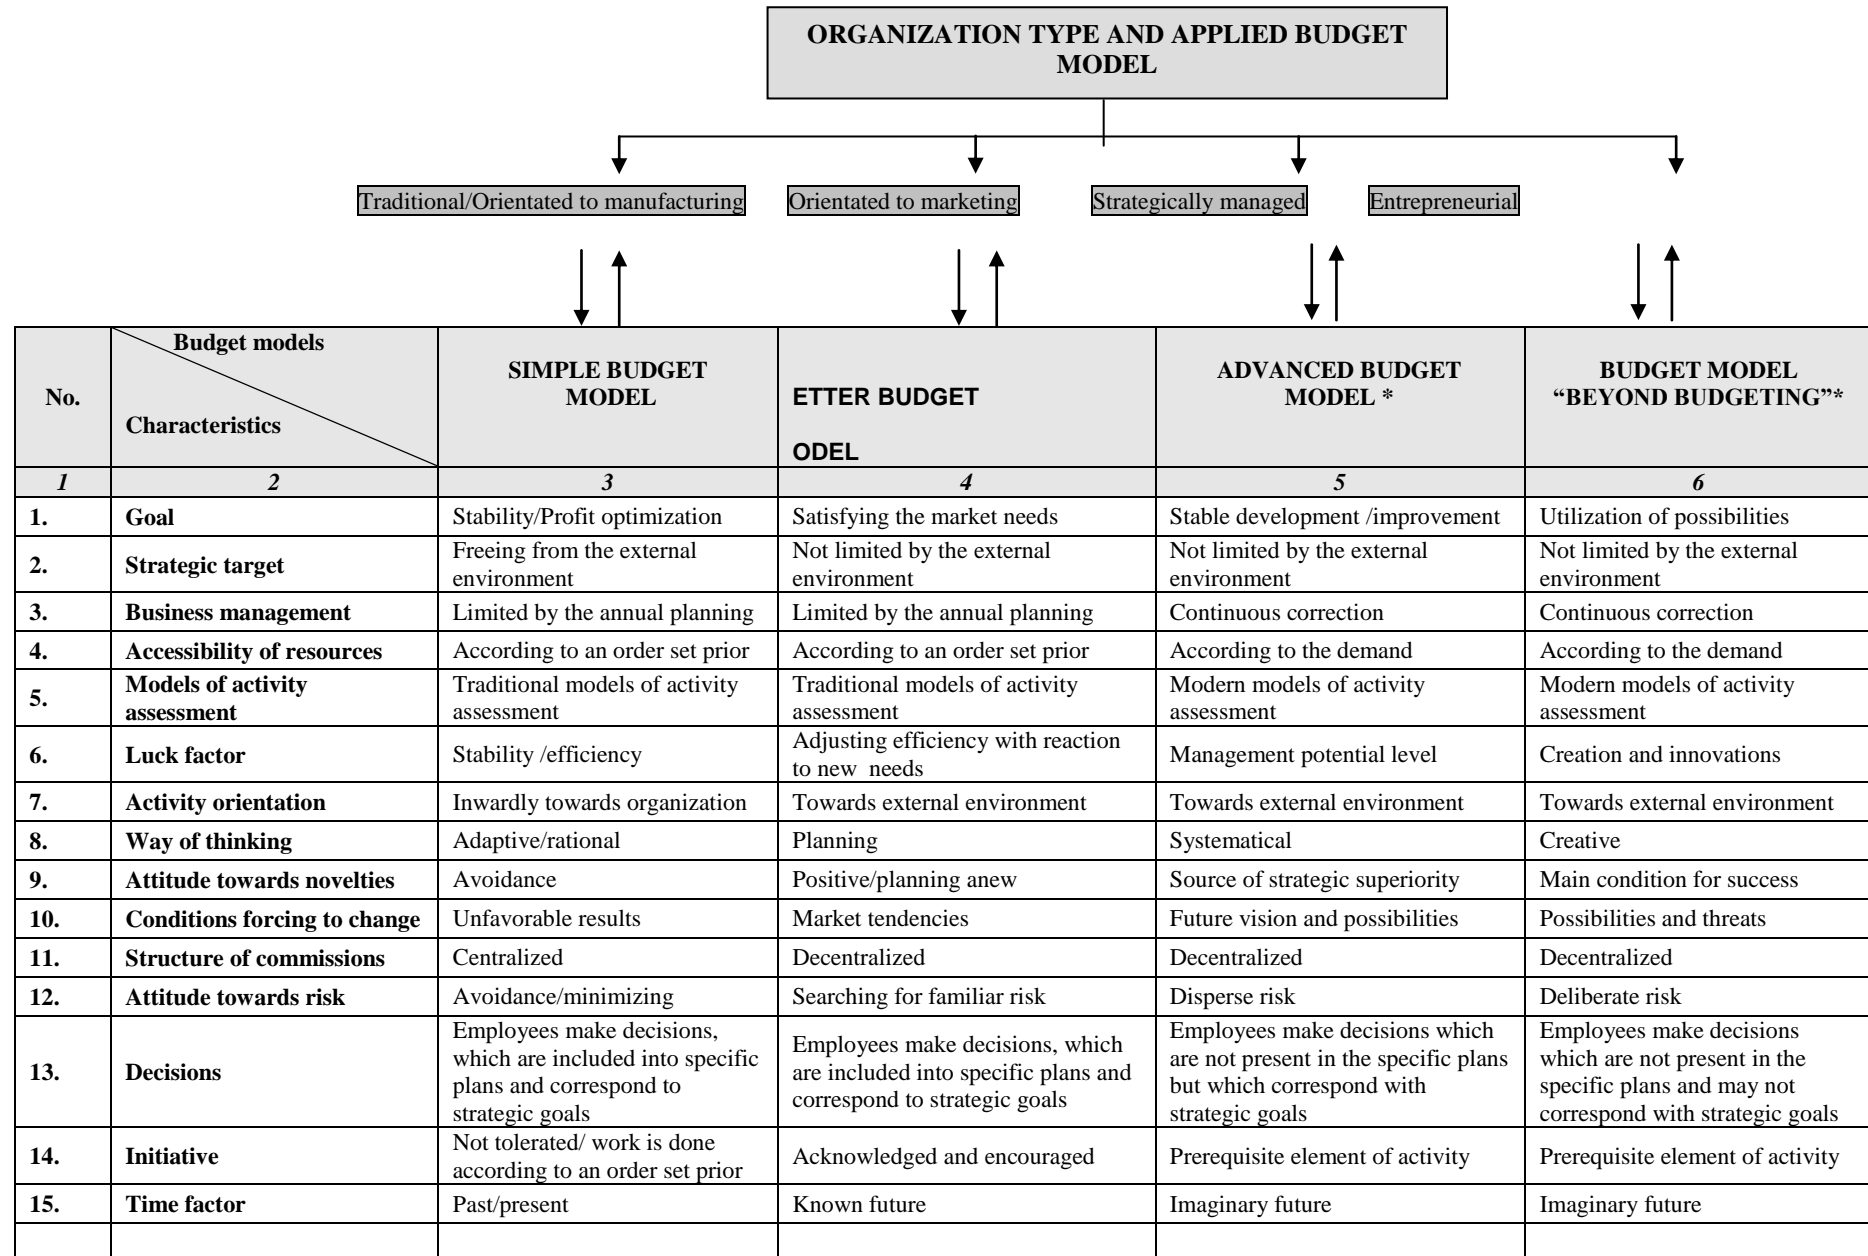 ORGANIZATION TYPE AND APPLIED BUDGET
MODEL
Traditional/Orientated to manufacturing
Orientated to marketing
Strategically managed
Entrepreneurial
No.
Budget models
Characteristics
SIMPLE BUDGET
MODEL
ETTER BUDGET
ODEL
ADVANCED BUDGET
MODEL *
BUDGET MODEL
“BEYOND BUDGETING”*
1
2
3
4
5
6
1.
Goal
Stability/Profit optimization
Satisfying the market needs
Stable development /improvement
Utilization of possibilities
2.
Strategic target
Freeing from the external
environment
Not limited by the external
environment
Not limited by the external
environment
Not limited by the external
environment
3.
Business management
Limited by the annual planning
Limited by the annual planning
Continuous correction
Continuous correction
4.
Accessibility of resources
According to an order set prior
According to an order set prior
According to the demand
According to the demand
5.
Models of activity
assessment
Traditional models of activity
assessment
Traditional models of activity
assessment
Modern models of activity
assessment
Modern models of activity
assessment
6.
Luck factor
Stability /efficiency
Adjusting efficiency with reaction
to new  needs
Management potential level
Creation and innovations
7.
Activity orientation
Inwardly towards organization
Towards external environment
Towards external environment
Towards external environment
8.
Way of thinking
Adaptive/rational
Planning
Systematical
Creative
9.
Attitude towards novelties
Avoidance
Positive/planning anew
Source of strategic superiority
Main condition for success
10.
Conditions forcing to change
Unfavorable results
Market tendencies
Future vision and possibilities
Possibilities and threats
11.
Structure of commissions
Centralized
Decentralized
Decentralized
Decentralized
12.
Attitude towards risk
Avoidance/minimizing
Searching for familiar risk
Disperse risk
Deliberate risk
13.
Decisions
Employees make decisions,
which are included into specific
plans and correspond to
strategic goals
Employees make decisions, which
are included into specific plans and
correspond to strategic goals
Employees make decisions which
are not present in the specific plans
but which correspond with
strategic goals
Employees make decisions
which are not present in the
specific plans and may not
correspond with strategic goals
14.
Initiative
Not tolerated/ work is done
according to an order set prior
Acknowledged and encouraged
Prerequisite element of activity
Prerequisite element of activity
15.
Time factor
Past/present
Known future
Imaginary future
Imaginary future